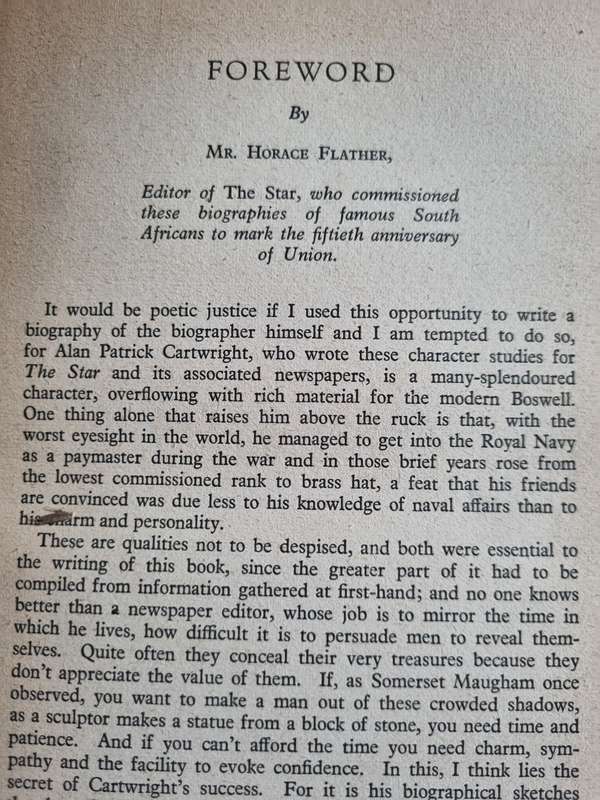 FOREWORD
By
MR. HORACE FLATHER,
Editor of The Star, who commissioned
these biographies of famous South
Africans to mark the fiftieth anniversary
of Union.
It would be poetic justice if I used this opportunity to write a
biography of the biographer himself and I am tempted to do so,
for Alan Patrick Cartwright, who wrote these character studies for
The Star and its associated newspapers, is a many-splendoured
character, overflowing with rich material for the modern Boswell.
One thing alone that raises him above the ruck is that, with the
worst eyesight in the world, he managed to get into the Royal Navy
as a paymaster during the war and in those brief years rose from
the lowest commissioned rank to brass hat, a feat that his friends
are convinced was due less to his knowledge of naval affairs than to
his charm and personality.
These are qualities not to be despised, and both were essential to
the writing of this book, since the greater part of it had to be
compiled from information gathered at first-hand; and no one knows
better than a newspaper editor, whose job is to mirror the time in
which he lives, how difficult it is to persuade men to reveal them-
selves. Quite often they conceal their very treasures because they
don't appreciate the value of them. If, as Somerset Maugham once
observed, you want to make a man out of these crowded shadows,
as a sculptor makes a statue from a block of stone, you need time and
patience. And if you can't afford the time you need charm, sym-
pathy and the facility to evoke confidence. In this, I think lies the
secret of Cartwright's success. For it is his biographical sketches